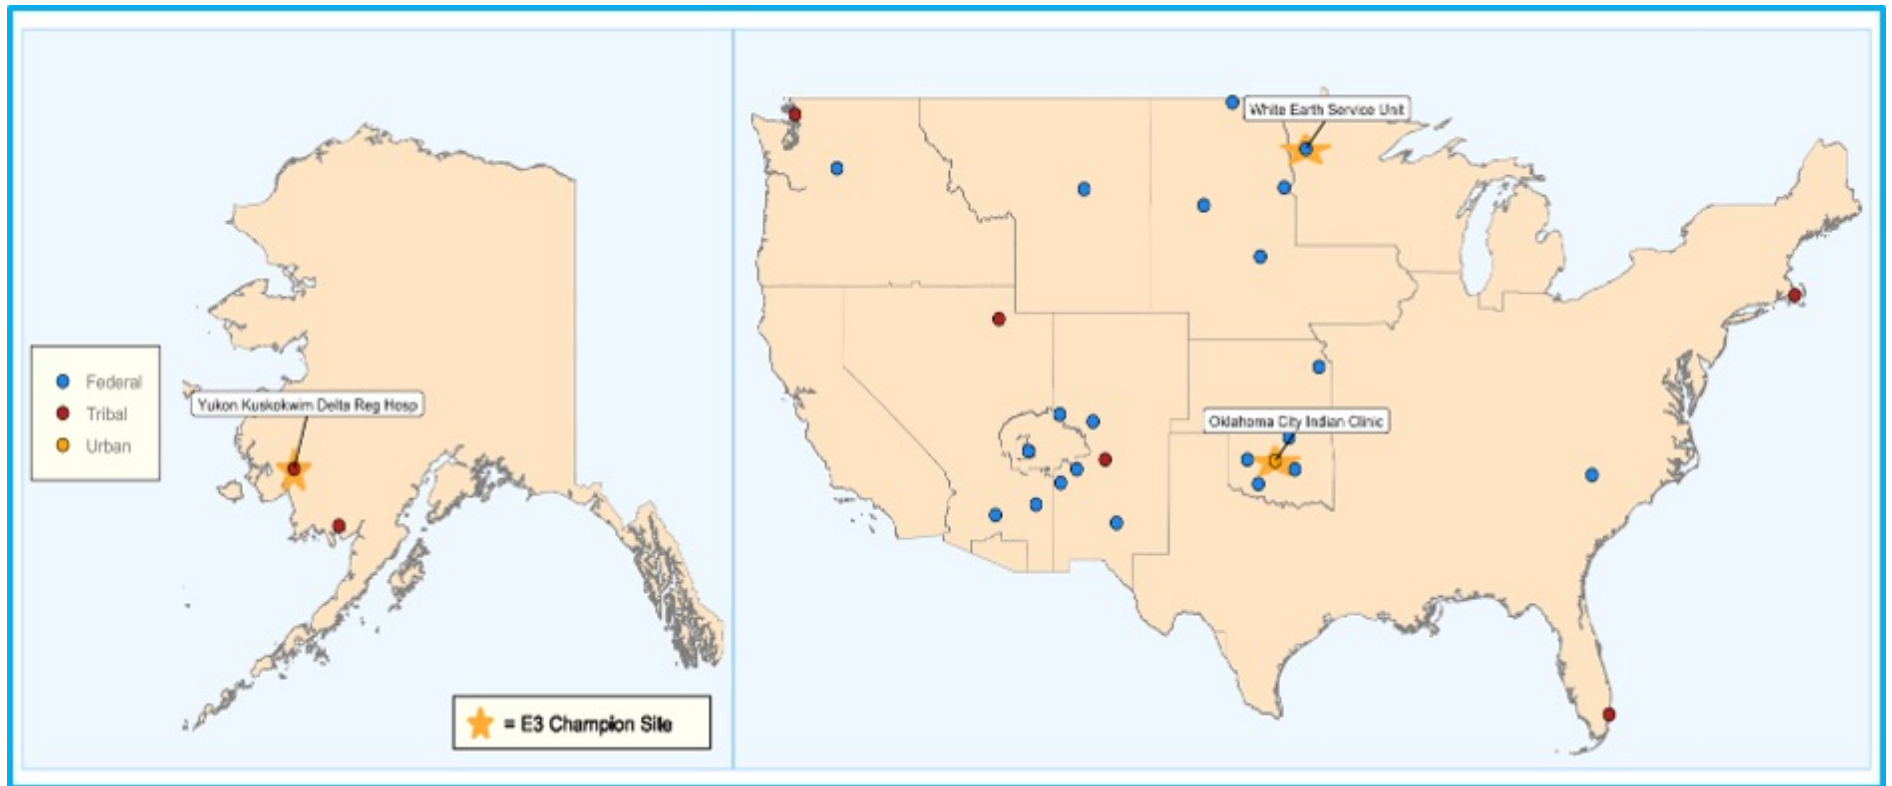 Federal
Tribal
Urban
Yukon Kuskokwim Delta Reg Hosp
= E3 Champion Site
White Earth Service Unit
Oklahoma City Indian Clinic